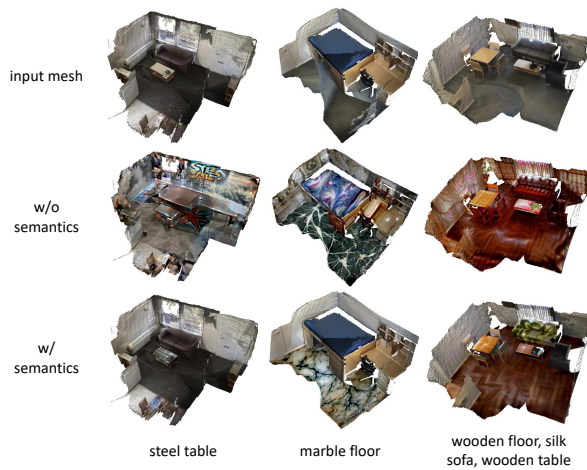 input mesh
w/o
semantics
w/
semantics
steel table
marble floor
wooden floor, silk
sofa, wooden table